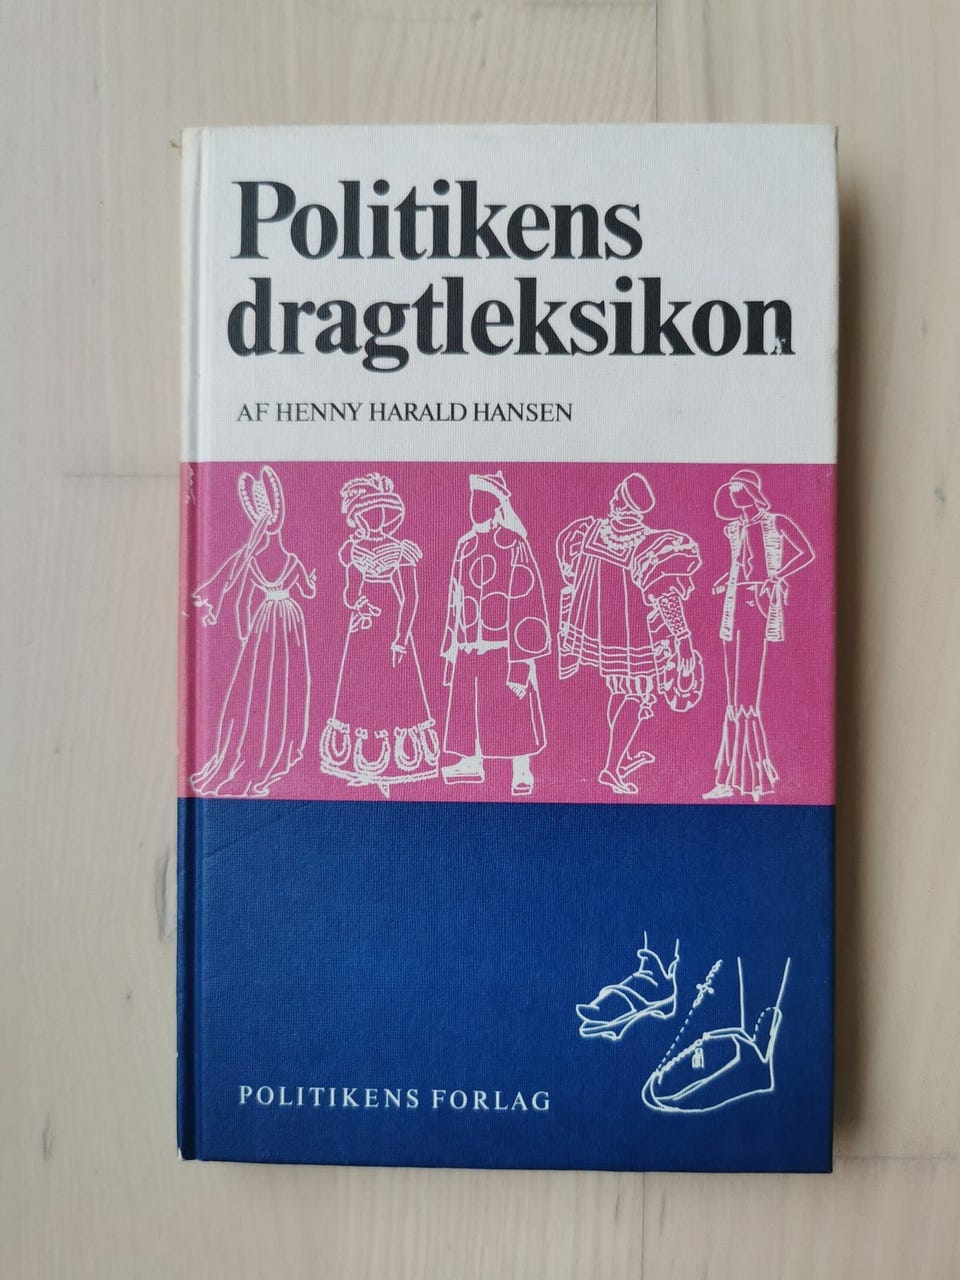 Politikens
dragtleksikon
AF HENNY HARALD HANSEN
POLITIKENS FORLAG